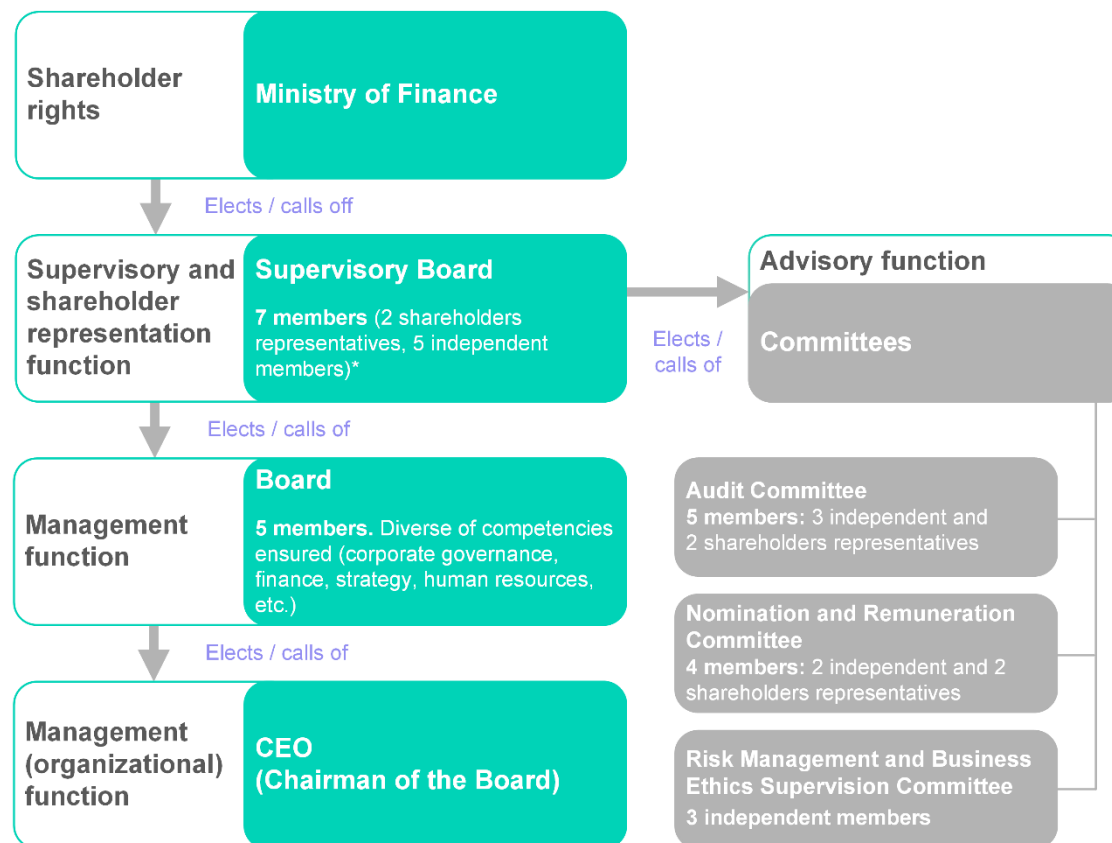 Shareholder
rights
Ministry of Finance
Elects / calls off
Supervisory and
shareholder
representation
function
Supervisory Board
7 members (2 shareholders
representatives, 5 independent
members)*
Elects /
calls of
Advisory function
Committees
Elects / calls of
Management
function
Board
5 members. Diverse of competencies
ensured (corporate governance,
finance, strategy, human resources,
etc.)
Elects / calls of
Management
(organizational)
function
CEO
(Chairman of the Board)
Audit Committee
5 members: 3 independent and
2 shareholders representatives
Nomination and Remuneration
Committee
4 members: 2 independent and 2
shareholders representatives
Risk Management and Business
Ethics Supervision Committee
3 independent members